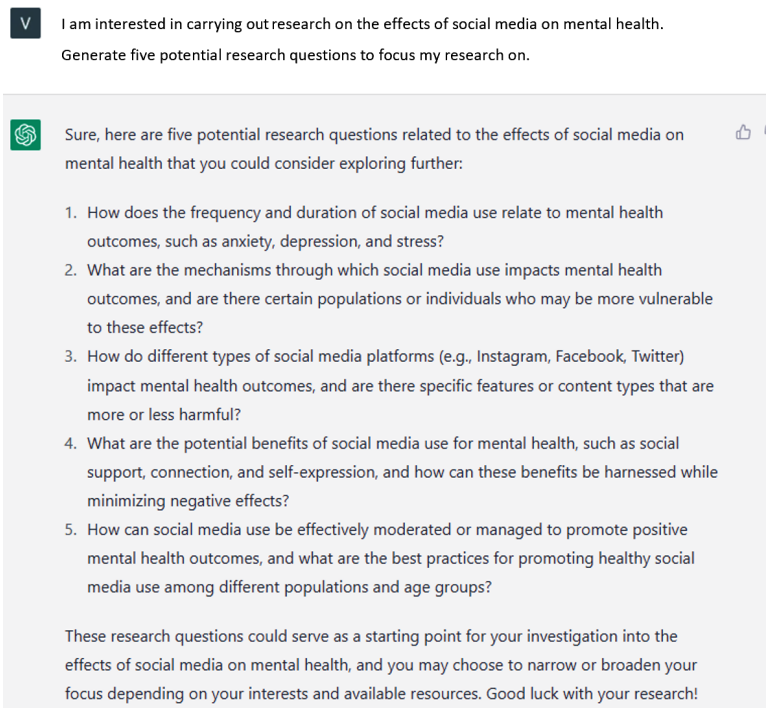 V
I am interested in carrying out research on the effects of social media on mental health.
Generate five potential research questions to focus my research on.
Sure, here are five potential research questions related to the effects of social media on
mental health that you could consider exploring further:
1. How does the frequency and duration of social media use relate to mental health
outcomes, such as anxiety, depression, and stress?
2. What are the mechanisms through which social media use impacts mental health
outcomes, and are there certain populations or individuals who may be more vulnerable
to these effects?
3. How do different types of social media platforms (e.g., Instagram, Facebook, Twitter)
impact mental health outcomes, and are there specific features or content types that are
more or less harmful?
4. What are the potential benefits of social media use for mental health, such as social
support, connection, and self-expression, and how can these benefits be harnessed while
minimizing negative effects?
5. How can social media use be effectively moderated or managed to promote positive
mental health outcomes, and what are the best practices for promoting healthy social
media use among different populations and age groups?
These research questions could serve as a starting point for your investigation into the
effects of social media on mental health, and you may choose to narrow or broaden your
focus depending on your interests and available resources. Good luck with your research!